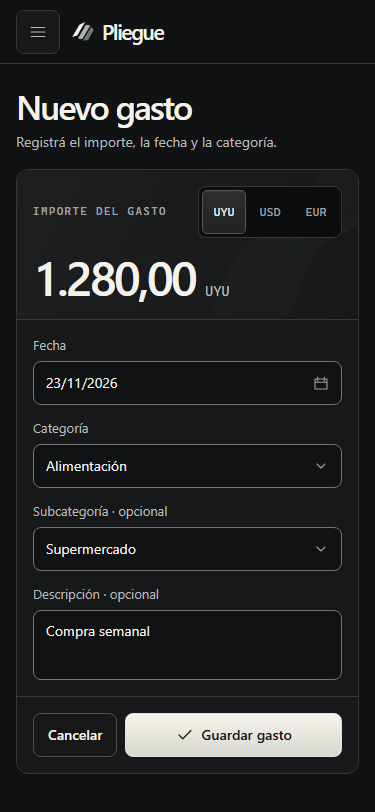 Pliegue
Nuevo gasto
Registrá el importe, la fecha y la categoría.
IMPORTE DEL GASTO
UYU USD EUR
1.280,00 UYU
Fecha
23/11/2026
Categoría
Alimentación
Subcategoría · opcional
Supermercado
Descripción · opcional
Compra semanal
Cancelar
Guardar gasto